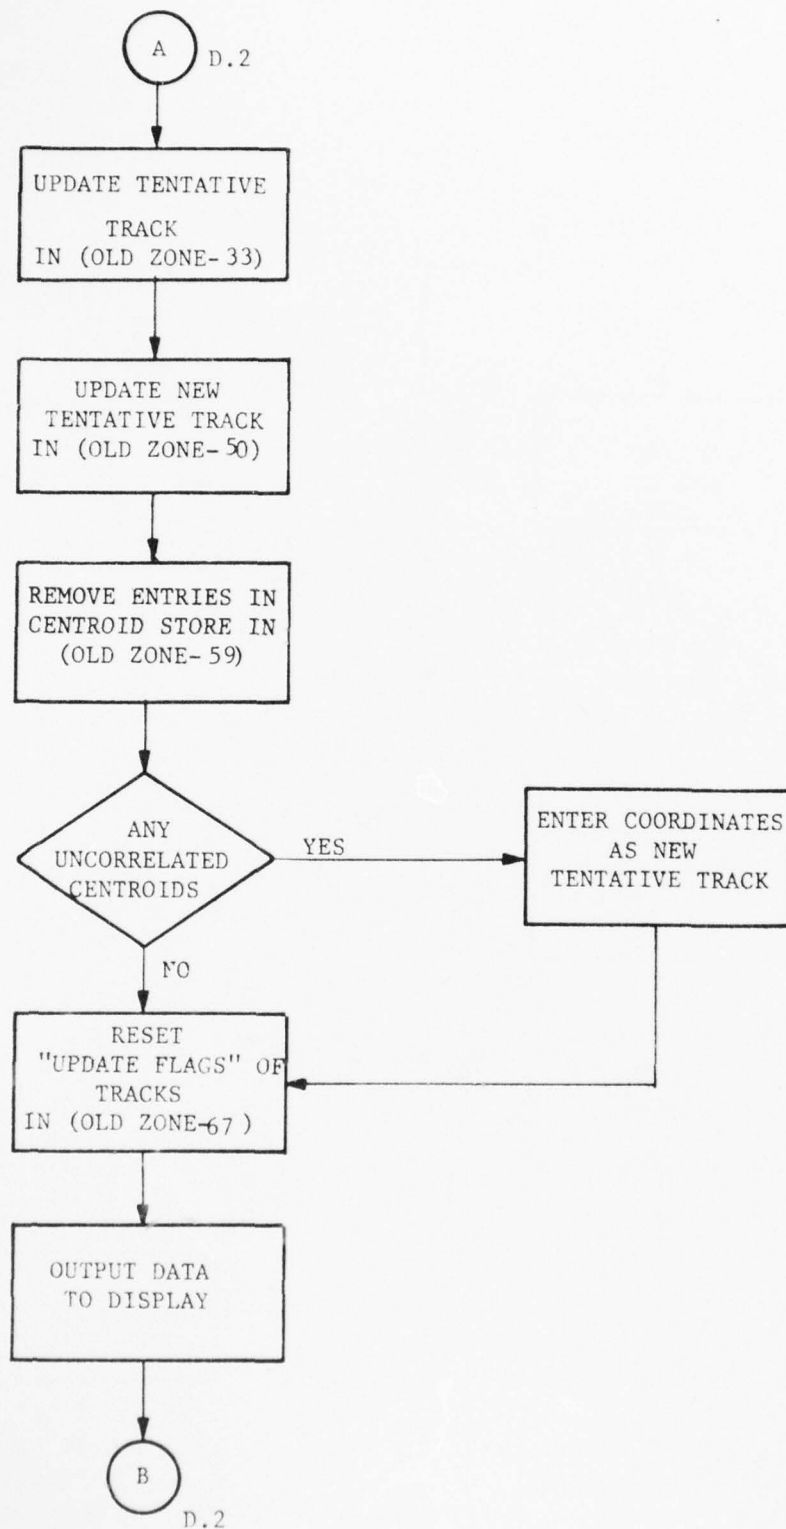 A
D.2
UPDATE TENTATIVE
TRACK
IN (OLD ZONE-33)
UPDATE NEW
TENTATIVE TRACK
IN (OLD ZONE-50)
REMOVE ENTRIES IN
CENTROID STORE IN
(OLD ZONE-59)
ANY
UNCORRELATED
CENTROIDS
YES
ENTER COORDINATES
AS NEW
TENTATIVE TRACK
NO
RESET
"UPDATE FLAGS" OF
TRACKS
IN (OLD ZONE-67)
OUTPUT DATA
TO DISPLAY
B
D.2